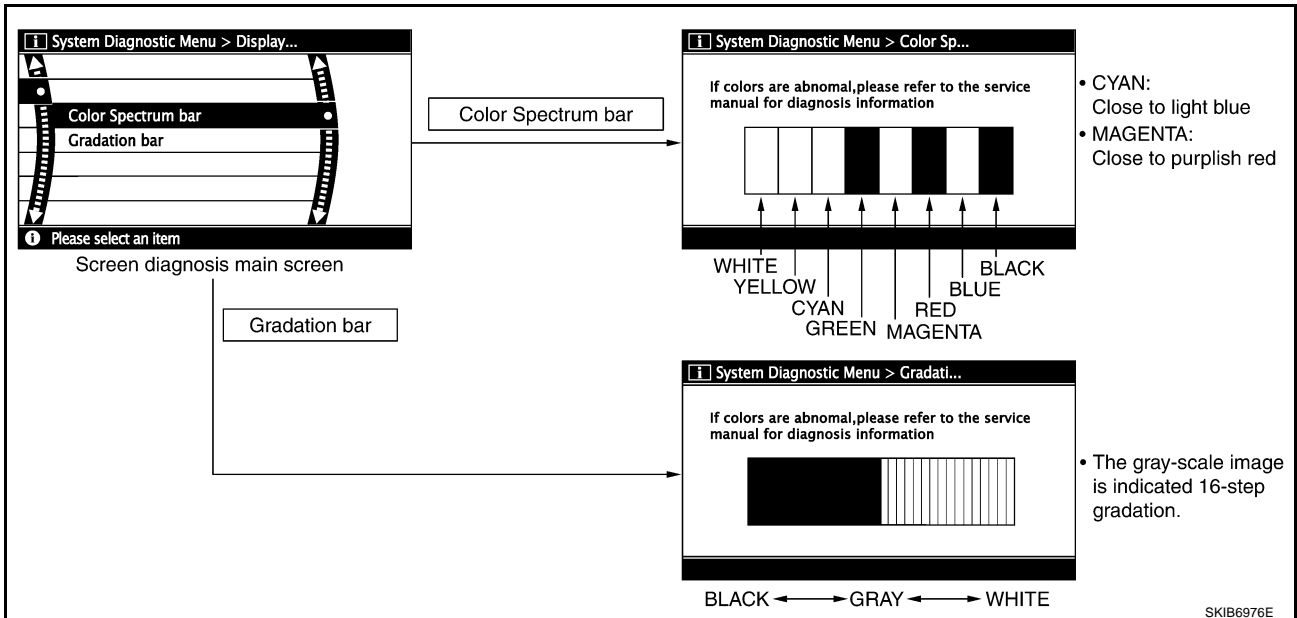 i System Diagnostic Menu > Display...
Color Spectrum bar
Gradation bar
i Please select an item
Screen diagnosis main screen
Color Spectrum bar
i System Diagnostic Menu > Color Sp...
If colors are abnomal,please refer to the service
manual for diagnosis information
WHITE
YELLOW
CYAN
GREEN
MAGENTA
RED
BLUE
BLACK
• CYAN:
Close to light blue
• MAGENTA:
Close to purplish red
Gradation bar
i System Diagnostic Menu > Gradati...
If colors are abnomal,please refer to the service
manual for diagnosis information
BLACK GRAY WHITE
• The gray-scale image
is indicated 16-step
gradation.
SKIB6976E